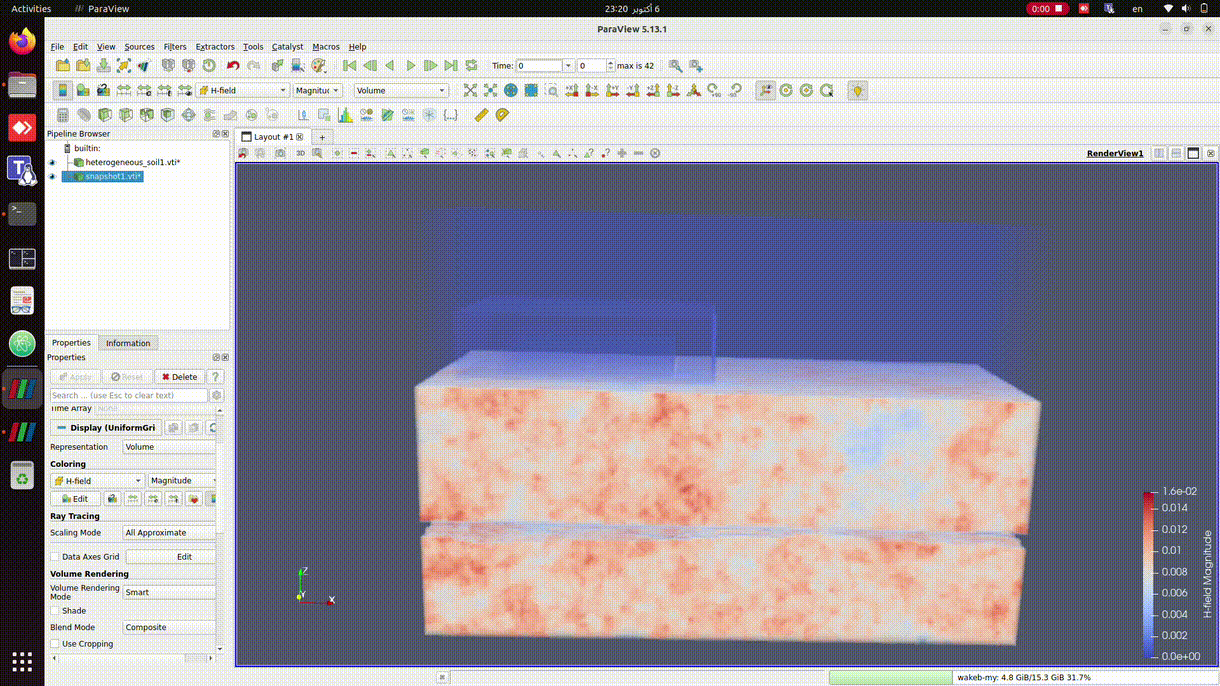 Activities
ParaView
6 أكتوبر 23:20
0:00
en
ParaView 5.13.1
File Edit View Sources Filters Extractors Tools Catalyst Macros Help
Time: 0 0 max is 42
H-field Magnituc Volume
Pipeline Browser
builtin:
heterogeneous_soil1.vti*
snapshot1.vti*
Layout #1
3D
RenderView1
Properties Information
Properties
Apply Reset Delete ?
Search ... (use Esc to clear text)
Time Array None
Display (UniformGri
Representation Volume
Coloring
H-field Magnitude
Edit
Ray Tracing
Scaling Mode All Approximate
Data Axes Grid Edit
Volume Rendering
Volume Rendering
Mode
Smart
Shade
Blend Mode Composite
Use Cropping
Z
Y
X
1.6e-02
0.014
0.012
0.01
0.008
0.006
0.004
0.002
0.0e+00
H-field Magnitude
wakeb-my: 4.8 GiB/15.3 GiB 31.7%